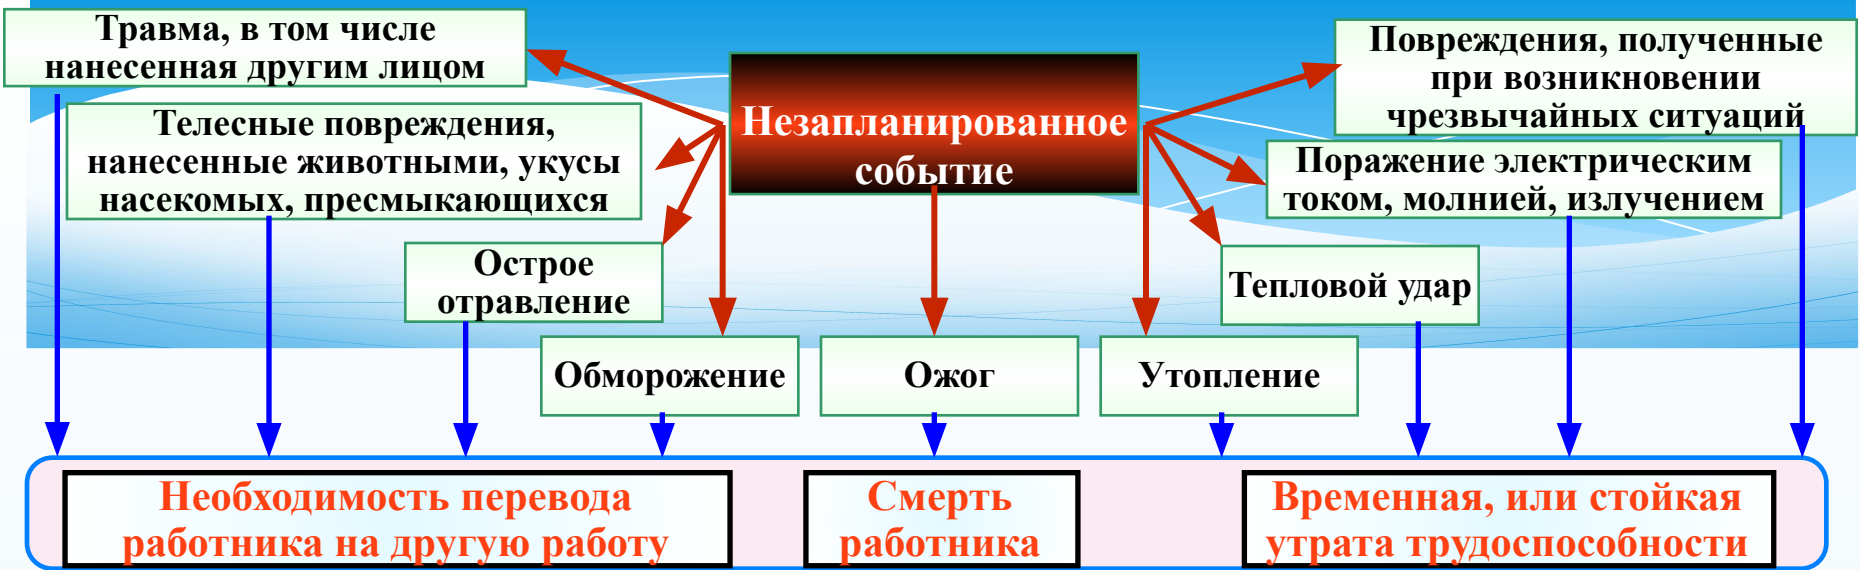 Травма, в том числе
нанесенная другим лицом
Незапланированное
событие
Повреждения, полученные
при возникновении
чрезвычайных ситуаций
Телесные повреждения,
нанесенные животными, укусы
насекомых, пресмыкающихся
Поражение электрическим
током, молнией, излучением
Острое
отравление
Тепловой удар
Обморожение
Ожог
Утопление
Необходимость перевода
работника на другую работу
Смерть
работника
Временная, или стойкая
утрата трудоспособности